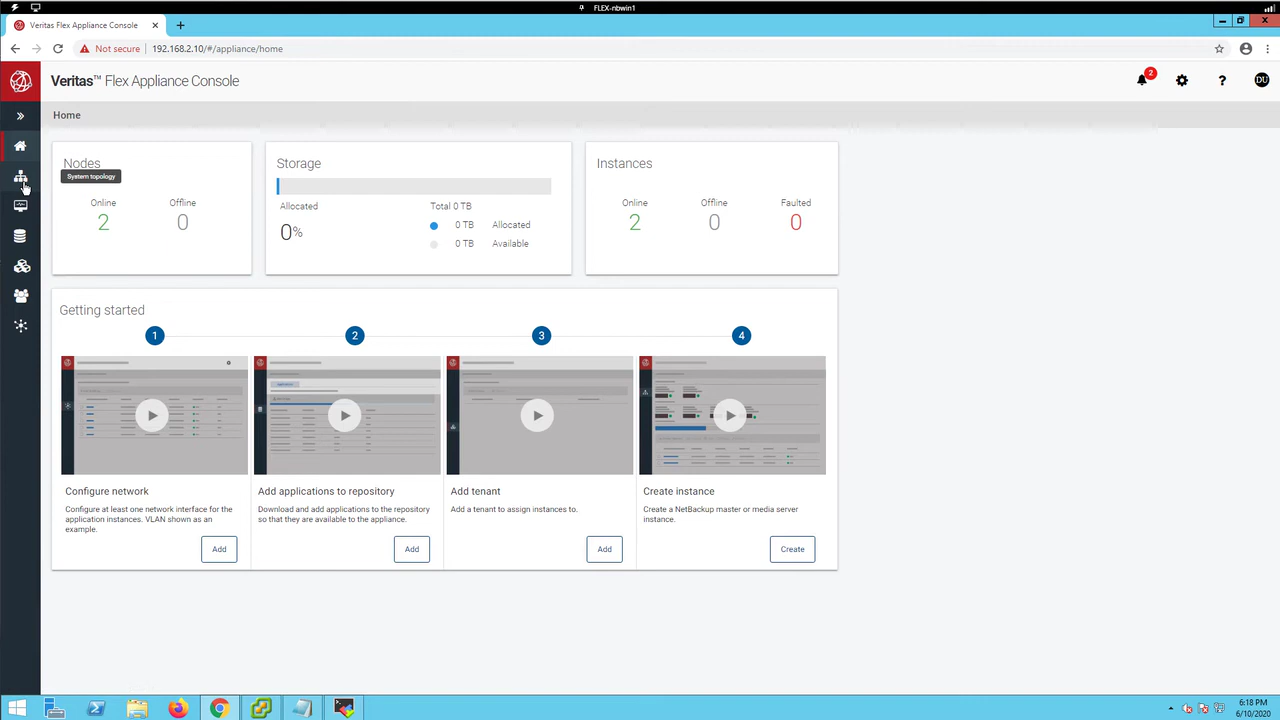 FLEX-nbwin1
Veritas Flex Appliance Console
Not secure 192.168.2.10/#/appliance/home
Veritas™ Flex Appliance Console
2
DU
Home
Nodes
System topology
Online
2
Offline
0
Storage
Allocated
0%
Total 0 TB
0 TB Allocated
0 TB Available
Instances
Online
2
Offline
0
Faulted
0
Getting started
1
2
3
4
Configure network
Configure at least one network interface for the
application instances. VLAN shown as an
example.
Add
Add applications to repository
Download and add applications to the repository
so that they are available to the appliance.
Add
Add tenant
Add a tenant to assign instances to.
Add
Create instance
Create a NetBackup master or media server
instance.
Create
6:18 PM
6/10/2020